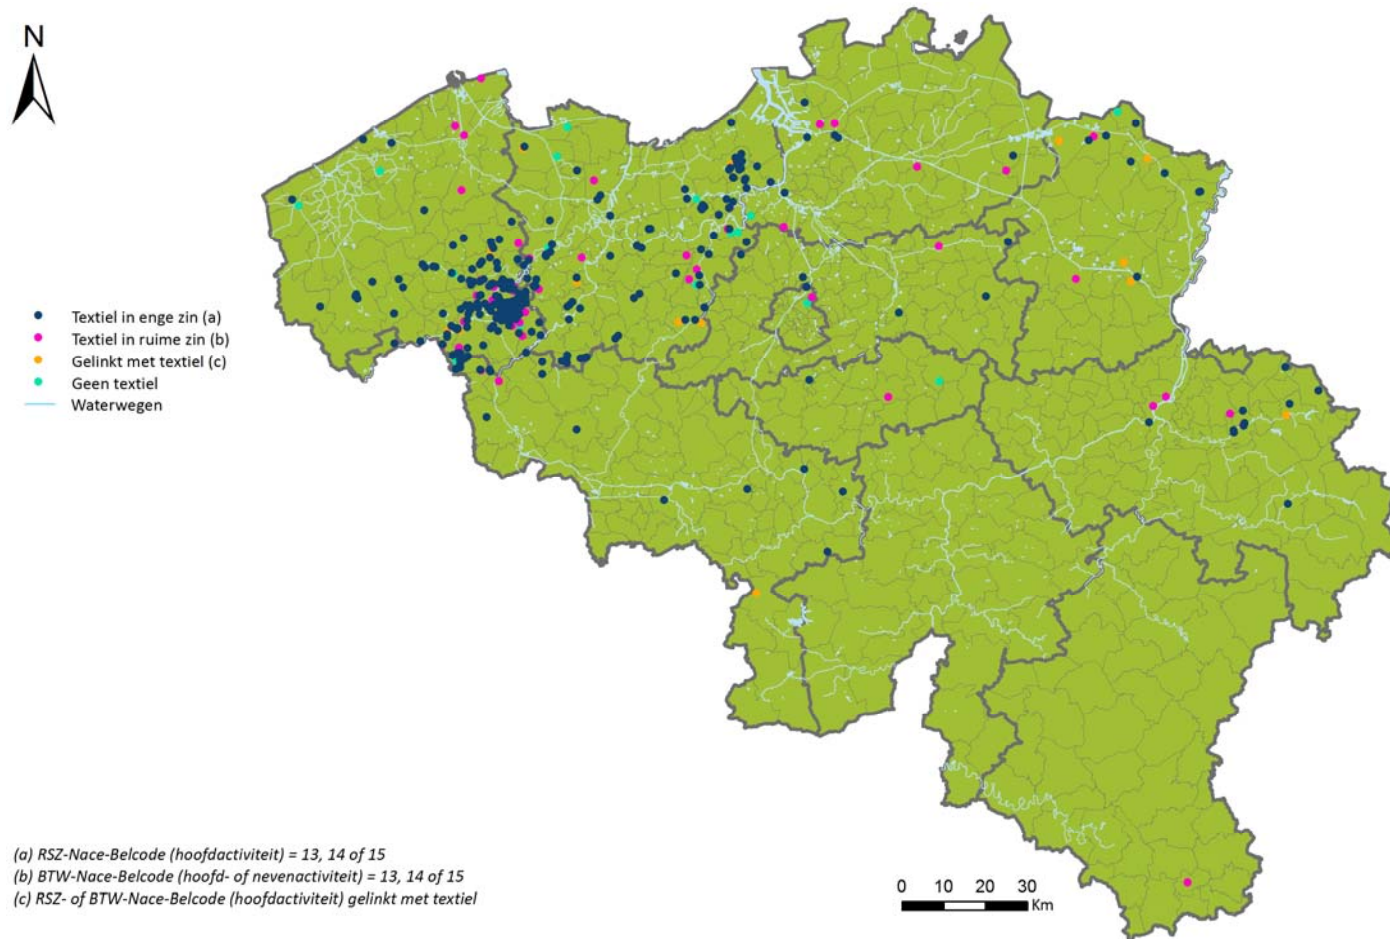 N
Textiel in enge zin (a)
Textiel in ruime zin (b)
Gelinkt met textiel (c)
Geen textiel
Waterwegen
(a) RSZ-Nace-Belcode (hoofdactiviteit) = 13, 14 of 15
(b) BTW-Nace-Belcode (hoofd- of nevenactiviteit) = 13, 14 of 15
(c) RSZ- of BTW-Nace-Belcode (hoofdactiviteit) gelinkt met textiel
0 10 20 30
Km